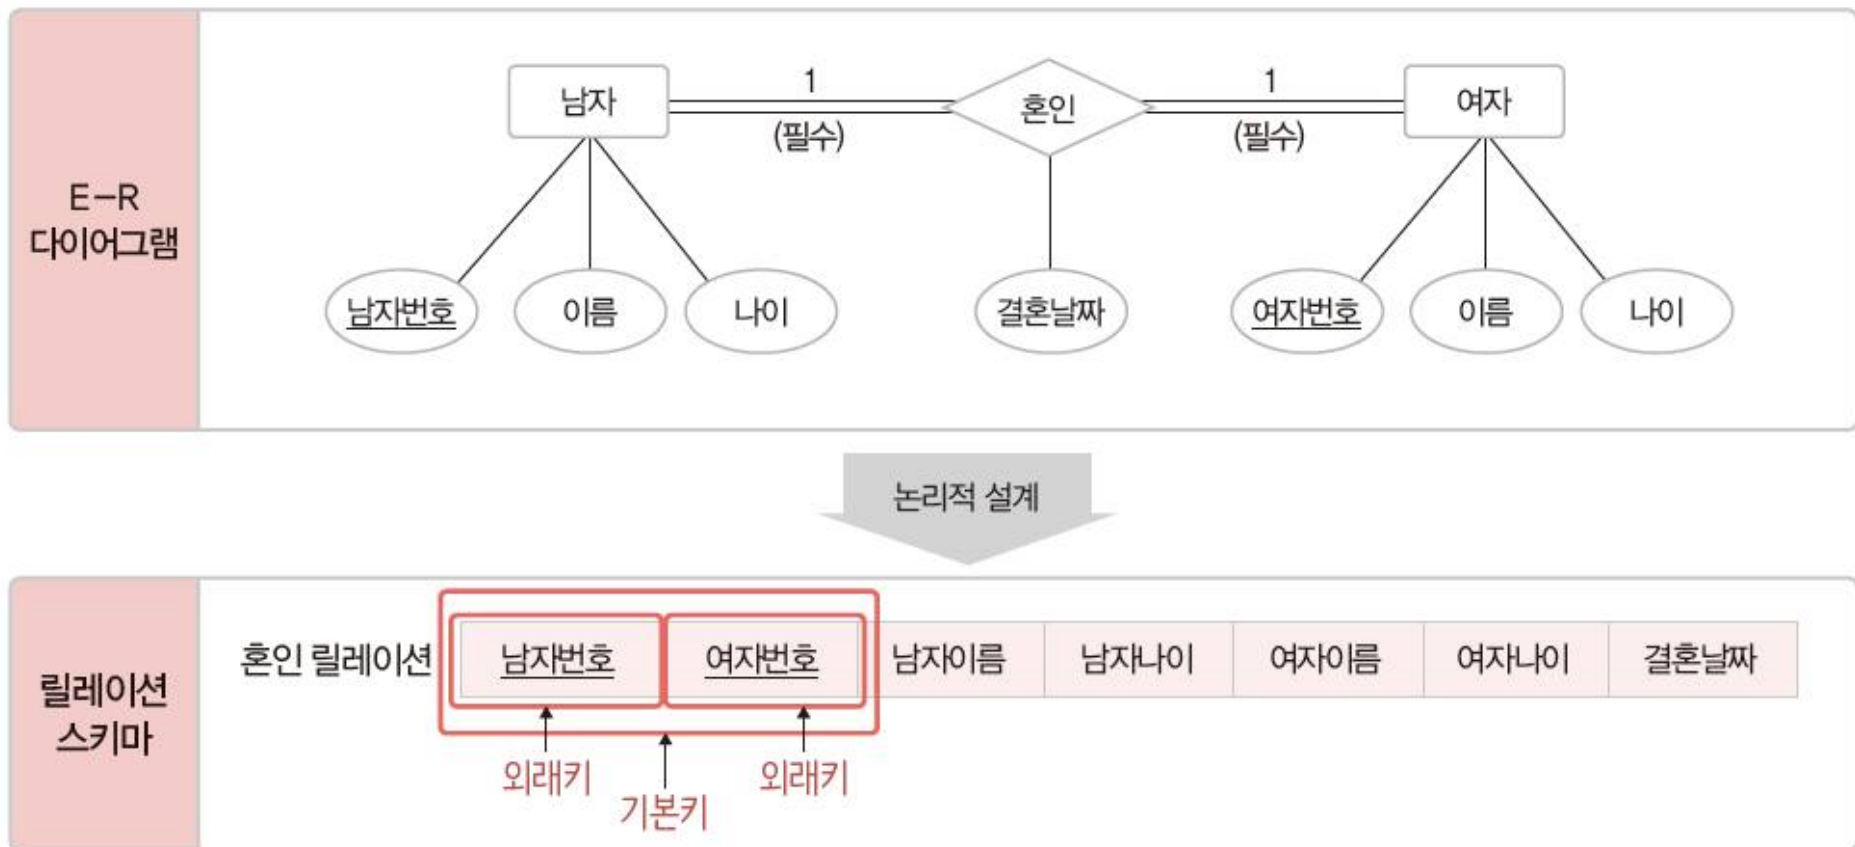 E-R
다이어그램
남자
1
(필수)
혼인
1
(필수)
여자
남자번호
이름
나이
결혼날짜
여자번호
이름
나이
논리적 설계
릴레이션
스키마
혼인 릴레이션
남자번호
여자번호
남자이름
남자나이
여자이름
여자나이
결혼날짜
외래키
기본키
외래키